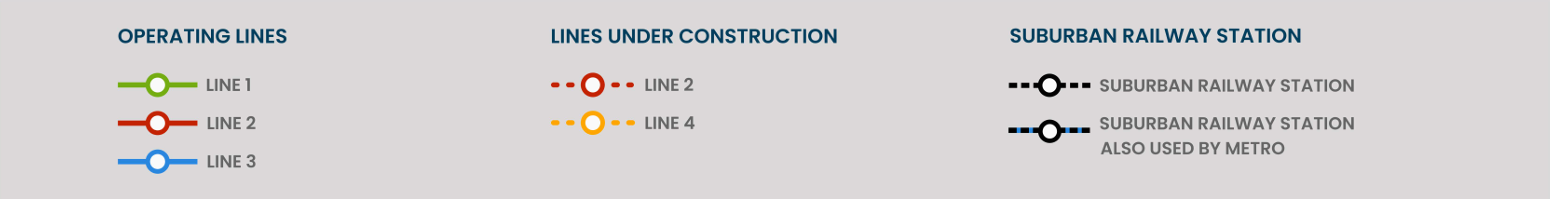 OPERATING LINES
LINE 1
LINE 2
LINE 3
LINES UNDER CONSTRUCTION
LINE 2
LINE 4
SUBURBAN RAILWAY STATION
SUBURBAN RAILWAY STATION
SUBURBAN RAILWAY STATION
ALSO USED BY METRO